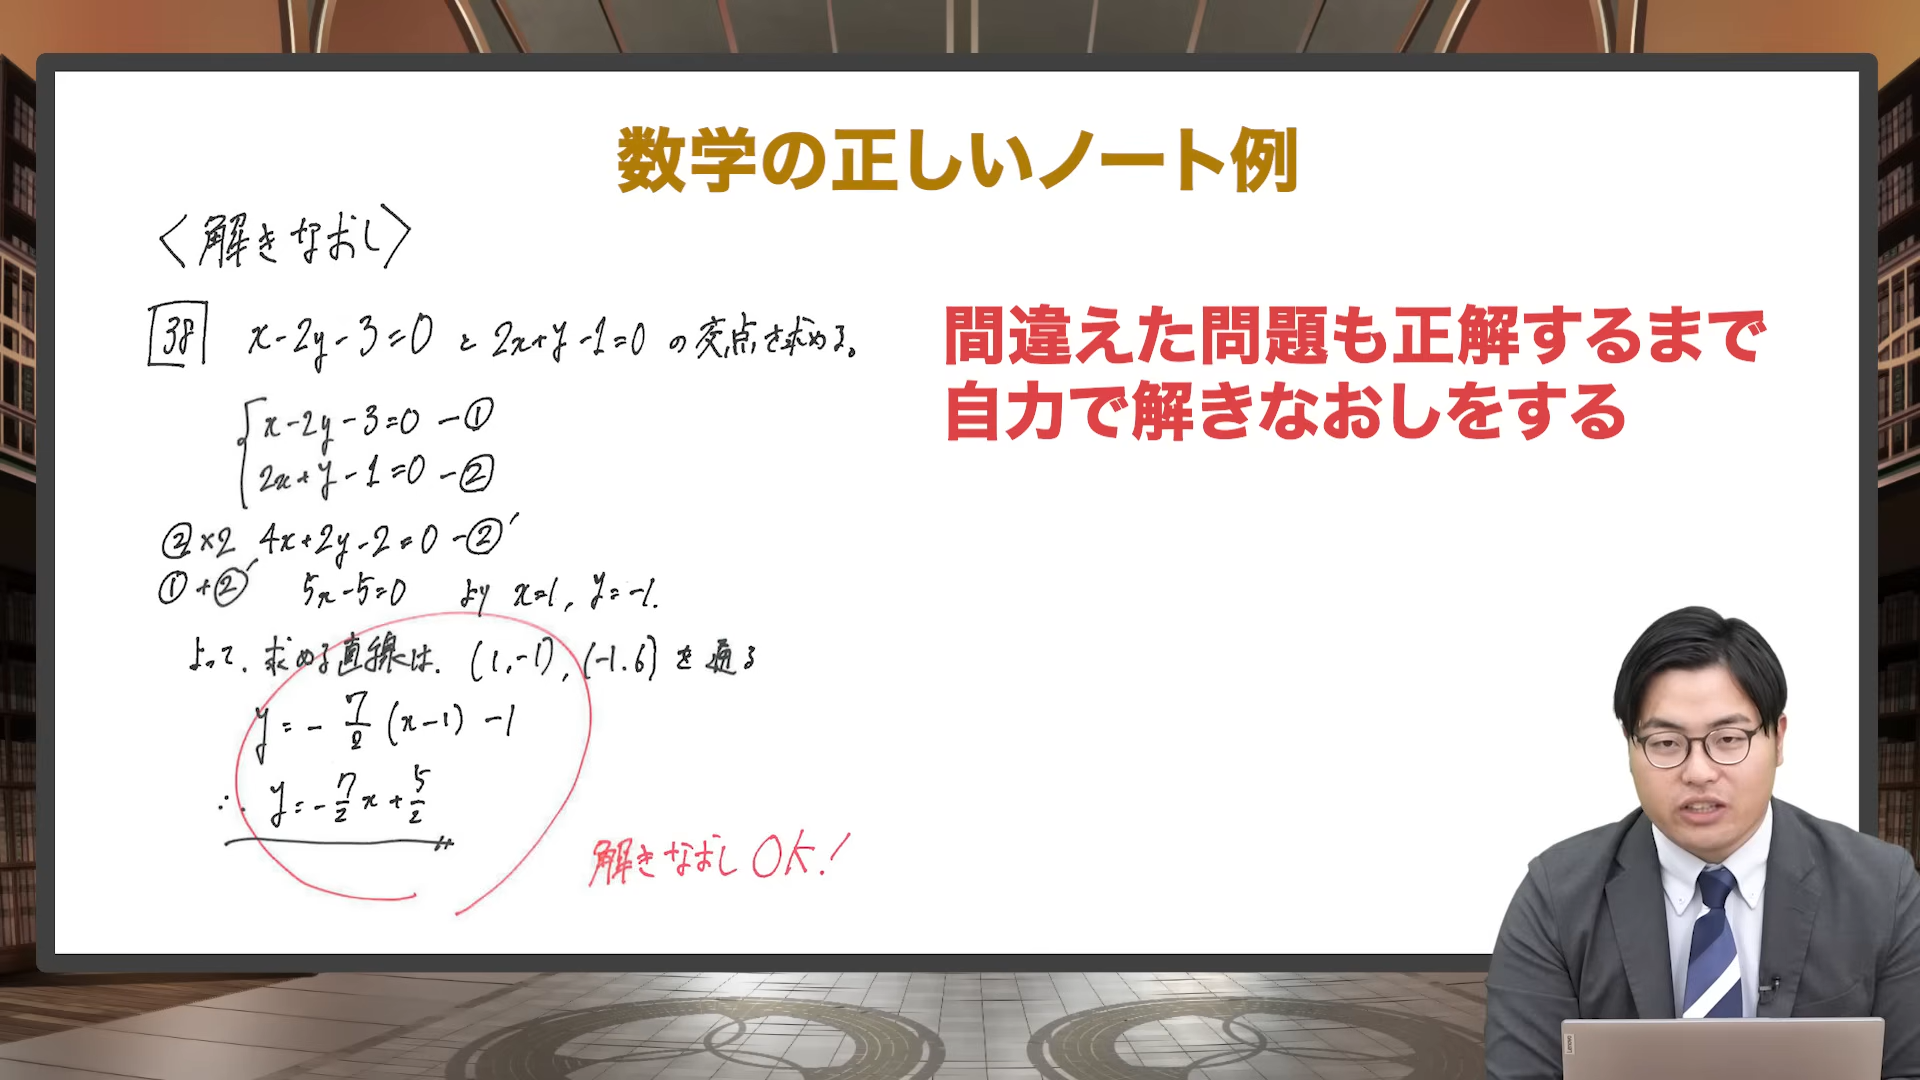 数学の正しいノート例
〈解きなおし〉
38 x-2y-3=0 と 2x+y-1=0 の交点を求める。
x-2y-3=0 -①
2x+y-1=0 -②
②×2 4x+2y-2=0 -②'
①+②' 5x-5=0 より x=1, y=-1.
よって、求める直線は、(1,-1), (-1.6) を通る
y=-7/2(x-1)-1
∴ y=-7/2x+5/2
解きなおし OK!
間違えた問題も正解するまで
自力で解きなおしをする
Lenovo